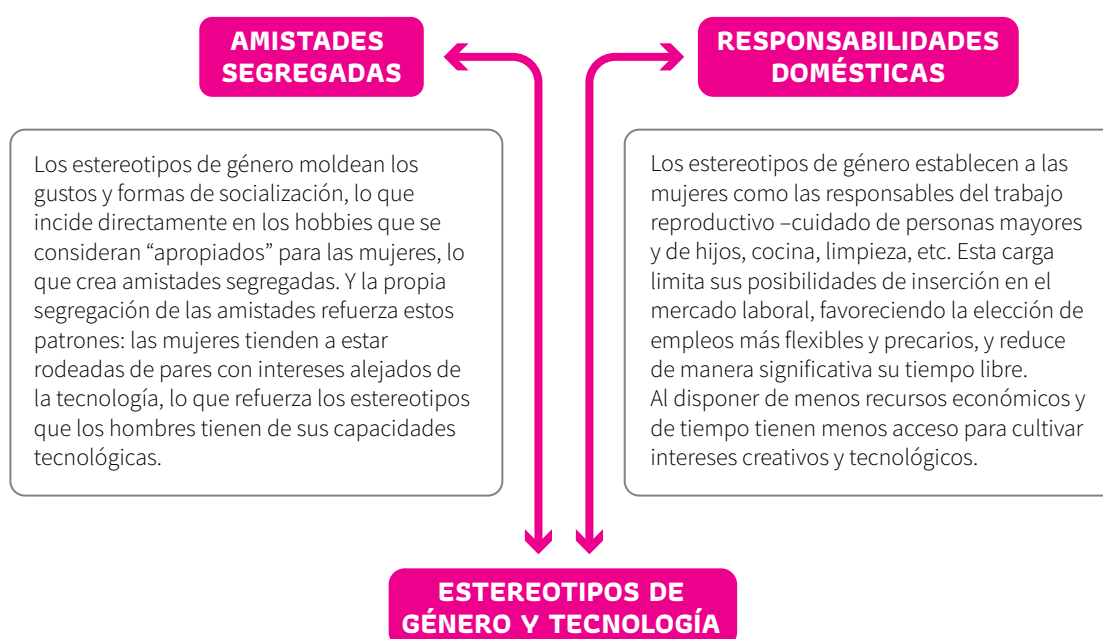 AMISTADES
SEGREGADAS
Los estereotipos de género moldean los
gustos y formas de socialización, lo que
incide directamente en los hobbies que se
consideran “apropiados” para las mujeres, lo
que crea amistades segregadas. Y la propia
segregación de las amistades refuerza estos
patrones: las mujeres tienden a estar
rodeadas de pares con intereses alejados de
la tecnología, lo que refuerza los estereotipos
que los hombres tienen de sus capacidades
tecnológicas.
RESPONSABILIDADES
DOMÉSTICAS
Los estereotipos de género establecen a las
mujeres como las responsables del trabajo
reproductivo –cuidado de personas mayores
y de hijos, cocina, limpieza, etc. Esta carga
limita sus posibilidades de inserción en el
mercado laboral, favoreciendo la elección de
empleos más flexibles y precarios, y reduce
de manera significativa su tiempo libre.
Al disponer de menos recursos económicos y
de tiempo tienen menos acceso para cultivar
intereses creativos y tecnológicos.
ESTEREOTIPOS DE
GÉNERO Y TECNOLOGÍA